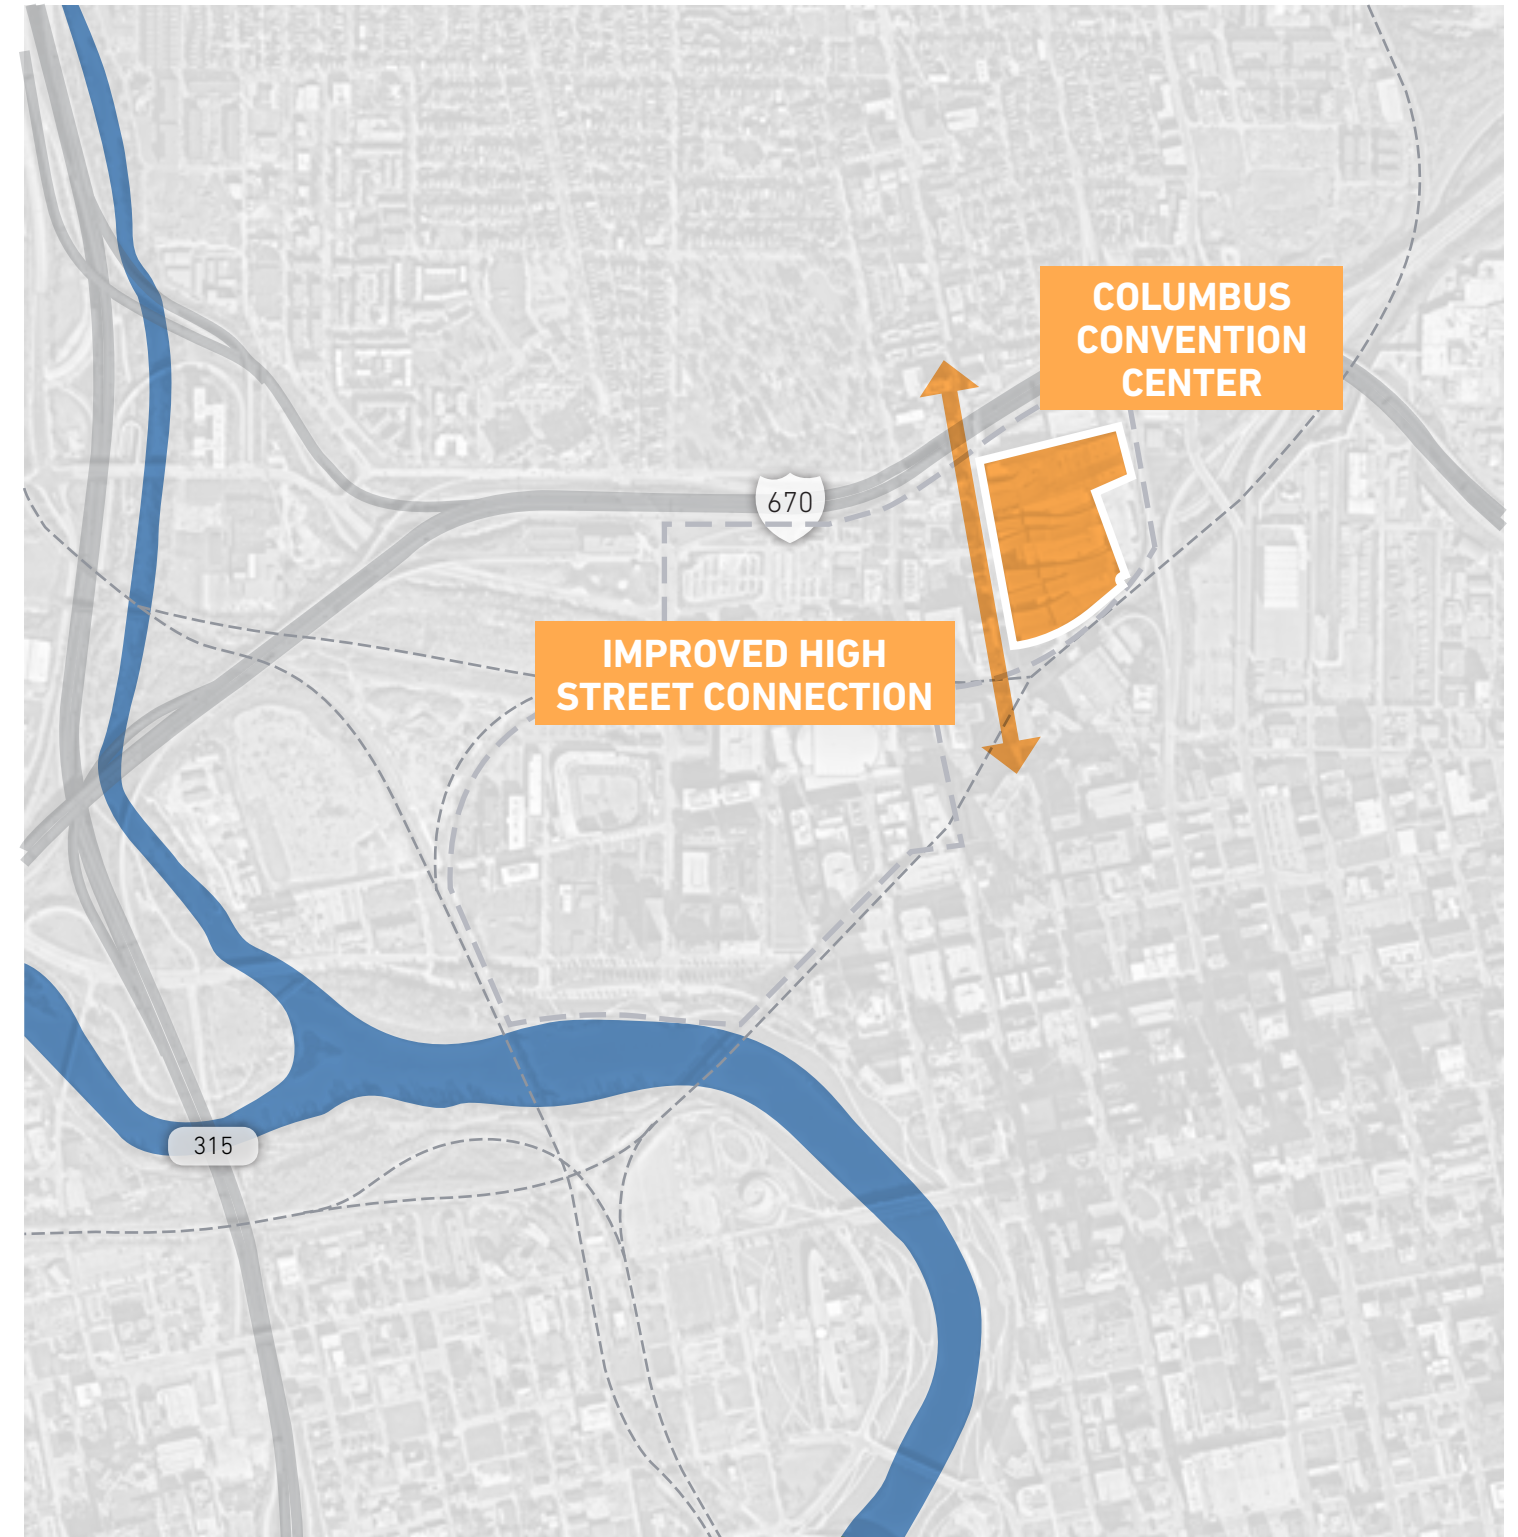 COLUMBUS
CONVENTION
CENTER
670
IMPROVED HIGH
STREET CONNECTION
315